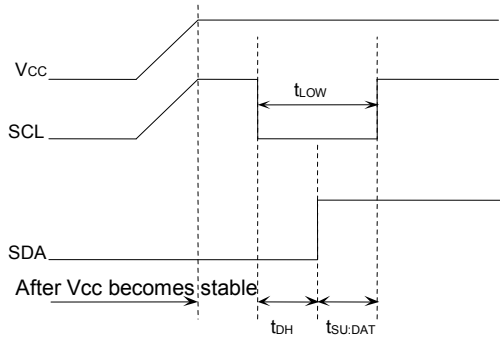 VCC
tLOW
SCL
SDA
After Vcc becomes stable
tDH
tSU:DAT